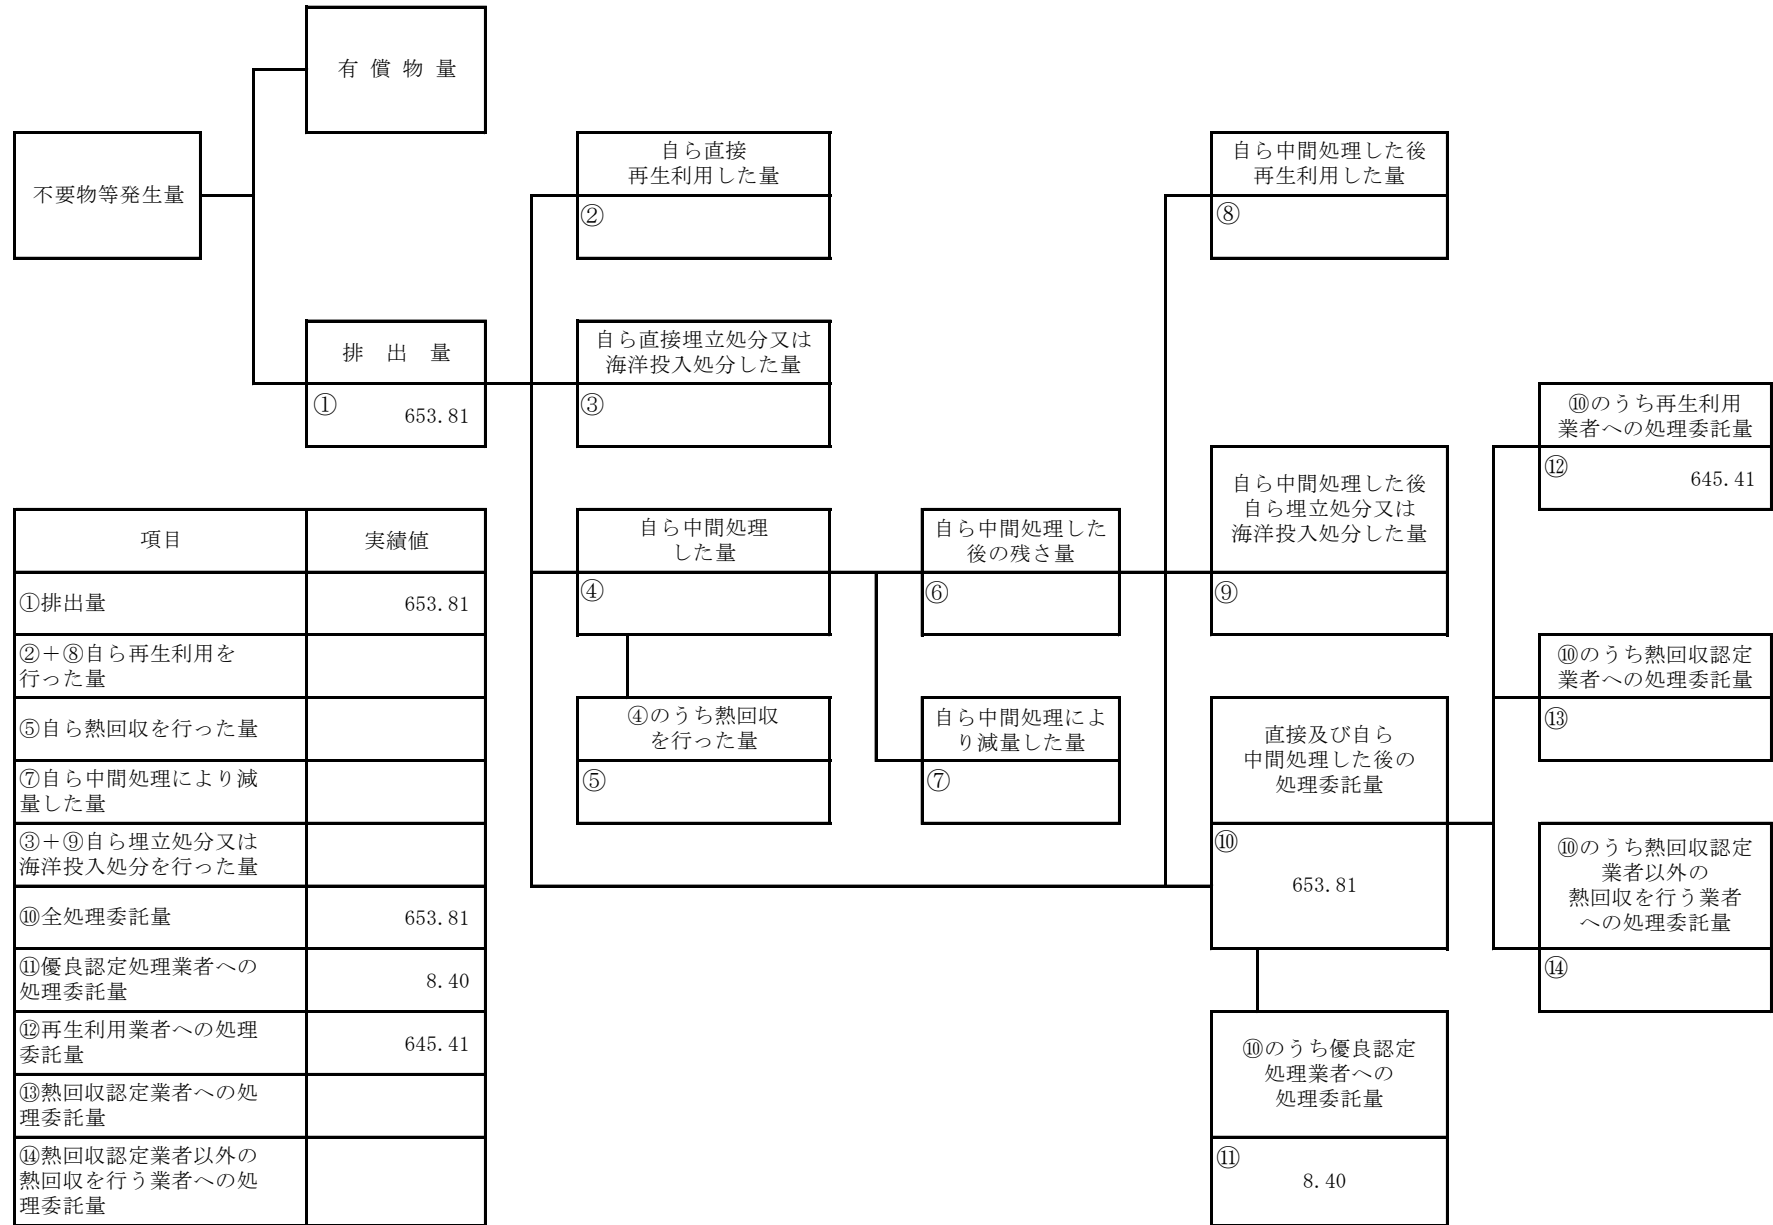 有償物量
不要物等発生量
自ら直接
再生利用した量
②
自ら中間処理した後
再生利用した量
⑧
排出量
① 653.81
自ら直接埋立処分又は
海洋投入処分した量
③
⑩のうち再生利用
業者への処理委託量
⑫ 645.41
自ら中間処理
した量
④
自ら中間処理した
後の残さ量
⑥
自ら中間処理した後
自ら埋立処分又は
海洋投入処分した量
⑨
⑩のうち熱回収認定
業者への処理委託量
⑬
④のうち熱回収
を行った量
⑤
自ら中間処理によ
り減量した量
⑦
直接及び自ら
中間処理した後の
処理委託量
⑩
653.81
⑩のうち熱回収認定
業者以外の
熱回収を行う業者
への処理委託量
⑭
⑩のうち優良認定
処理業者への
処理委託量
⑪
8.40
項目 実績値
①排出量 653.81
②+⑧自ら再生利用を
行った量
⑤自ら熱回収を行った量
⑦自ら中間処理により減
量した量
③+⑨自ら埋立処分又は
海洋投入処分を行った量
⑩全処理委託量 653.81
⑪優良認定処理業者への
処理委託量 8.40
⑫再生利用業者への処理
委託量 645.41
⑬熱回収認定業者への処
理委託量
⑭熱回収認定業者以外の
熱回収を行う業者への処
理委託量